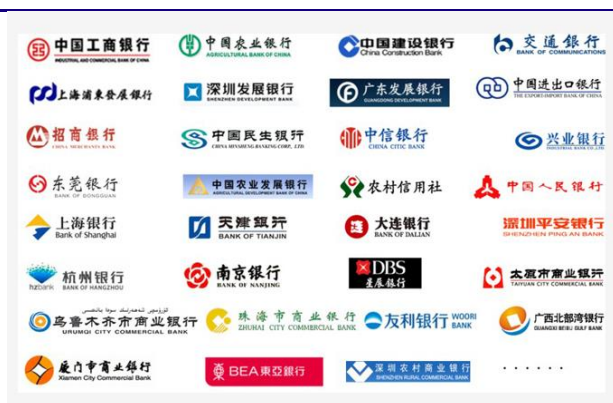 中国工商银行
INDUSTRIAL AND COMMERCIAL BANK OF CHINA
中国农业银行
AGRICULTURAL BANK OF CHINA
中国建设银行
China Construction Bank
交通銀行
BANK OF COMMUNICATIONS
上海浦東發展銀行
深圳发展银行
SHENZHEN DEVELOPMENT BANK
广东发展银行
GUANGDONG DEVELOPMENT BANK
中国进出口银行
THE EXPORT-IMPORT BANK OF CHINA
招商银行
CHINA MERCHANTS BANK
中国民生银行
CHINA MINSHENG BANKING CORP., LTD.
中信银行
CHINA CITIC BANK
兴业银行
INDUSTRIAL BANK CO.,LTD.
东莞银行
BANK OF DONGGUAN
中国农业发展银行
AGRICULTURAL DEVELOPMENT BANK OF CHINA
农村信用社
中国人民银行
上海银行
Bank of Shanghai
天津銀行
BANK OF TIANJIN
大连银行
BANK OF DALIAN
深圳平安银行
SHENZHEN PING AN BANK
hzbank
杭州银行
BANK OF HANGZHOU
南京银行
BANK OF NANJING
DBS
星展银行
太原市商业银行
TAIYUAN CITY COMMERCIAL BANK
乌鲁木齐市商业银行
URUMQI CITY COMMERCIAL BANK
珠海市商业银行
ZHUHAI CITY COMMERCIAL BANK
友利银行 WOORI BANK
广西北部湾银行
GUANGXI BEIBU GULF BANK
厦门市商业银行
Xiamen City Commercial Bank
BEA東亞銀行
深圳农村商业银行
SHENZHEN RURAL COMMERCIAL BANK
······